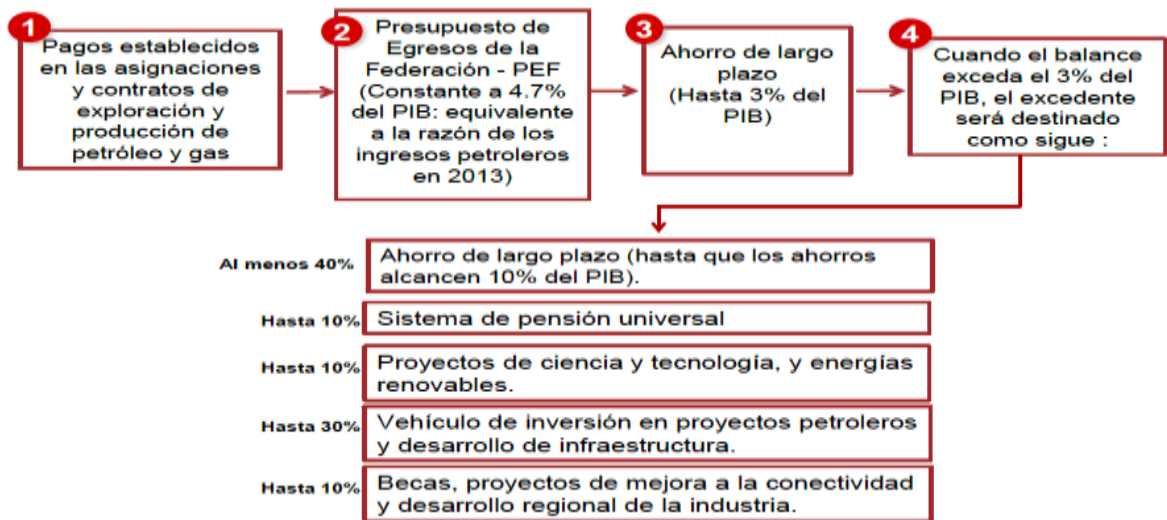 1
Pagos establecidos
en las asignaciones
y contratos de
exploración y
producción de
petróleo y gas
2
Presupuesto de
Egresos de la
Federación - PEF
(Constante a 4.7%
del PIB: equivalente
a la razón de los
ingresos petroleros
en 2013)
3
Ahorro de largo
plazo
(Hasta 3% del
PIB)
4
Cuando el balance
exceda el 3% del
PIB, el excedente
será destinado
como sigue :
Al menos 40%
Ahorro de largo plazo (hasta que los ahorros
alcancen 10% del PIB).
Hasta 10%
Sistema de pensión universal
Hasta 10%
Proyectos de ciencia y tecnología, y energías
renovables.
Hasta 30%
Vehículo de inversión en proyectos petroleros
y desarrollo de infraestructura.
Hasta 10%
Becas, proyectos de mejora a la conectividad
y desarrollo regional de la industria.